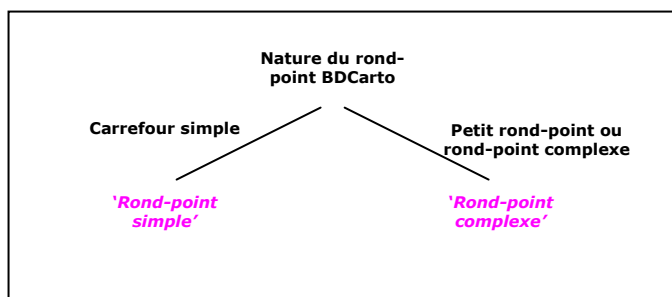 Nature du rond-
point BDCarto
Carrefour simple
Petit rond-point ou
rond-point complexe
‘Rond-point
simple’
‘Rond-point
complexe’